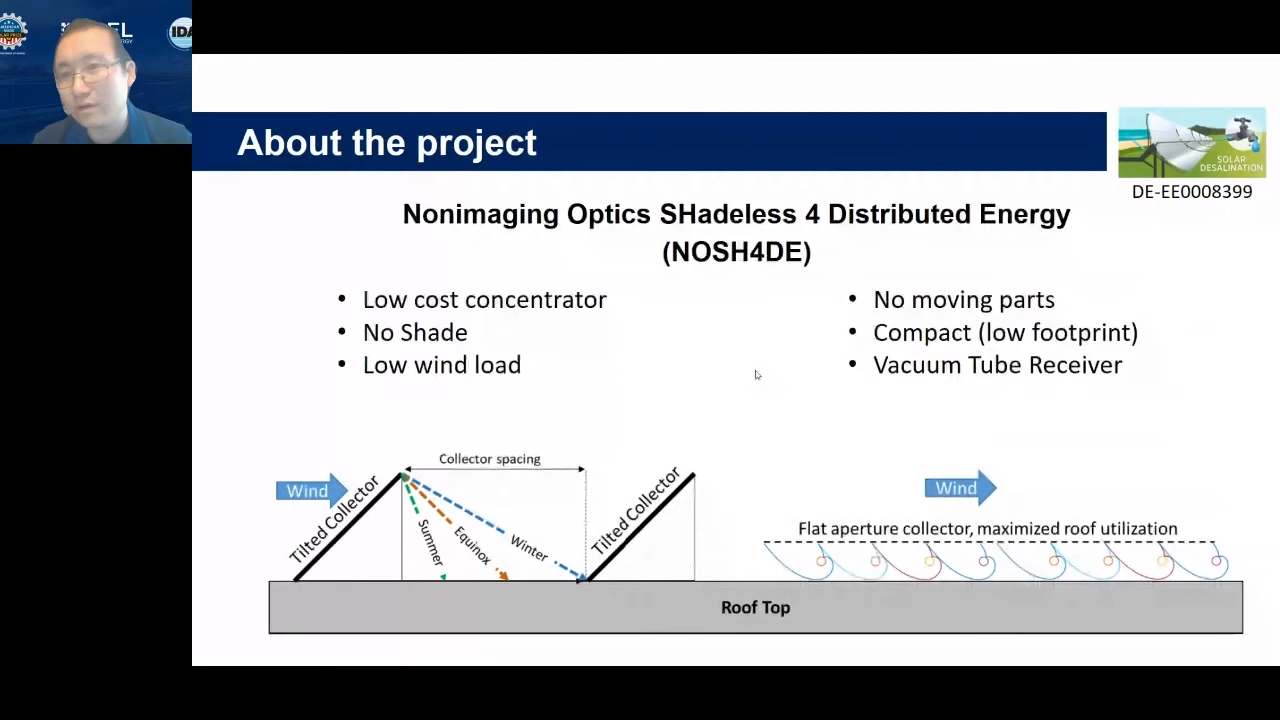 About the project
SOLAR
DESALINATION
DE-EE0008399
Nonimaging Optics SHadeless 4 Distributed Energy
(NOSH4DE)
• Low cost concentrator
• No Shade
• Low wind load
• No moving parts
• Compact (low footprint)
• Vacuum Tube Receiver
Collector spacing
Wind
Tilted Collector
Summer
Equinox
Winter
Tilted Collector
Wind
Flat aperture collector, maximized roof utilization
Roof Top